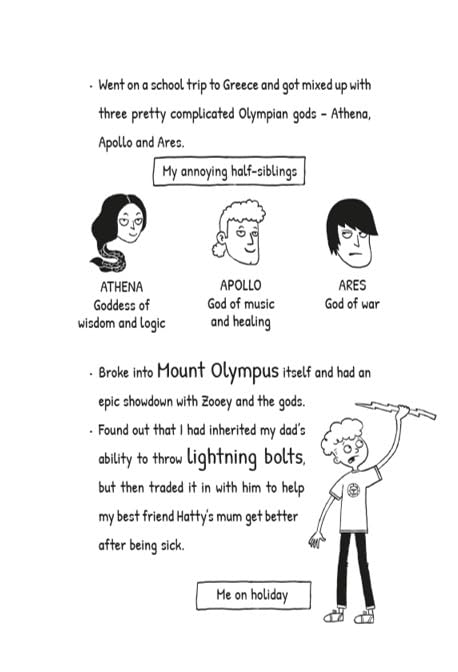 · Went on a school trip to Greece and got mixed up with
three pretty complicated Olympian gods – Athena,
Apollo and Ares.
My annoying half-siblings
ATHENA
Goddess of
wisdom and logic
APOLLO
God of music
and healing
ARES
God of war
· Broke into Mount Olympus itself and had an
epic showdown with Zooey and the gods.
· Found out that I had inherited my dad's
ability to throw lightning bolts,
but then traded it in with him to help
my best friend Hatty's mum get better
after being sick.
Me on holiday